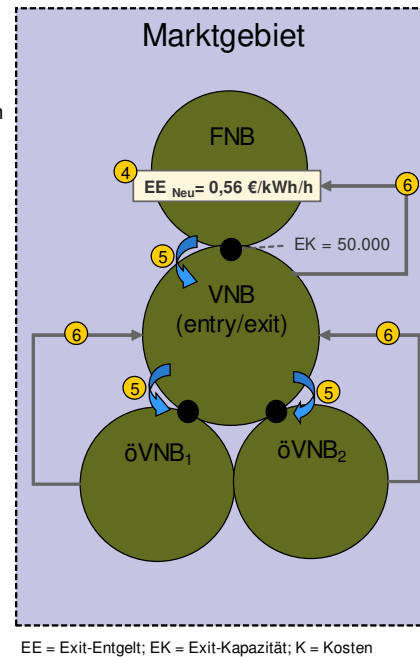 Marktgebiet
n
FNB
4
EE Neu= 0,56 €/kWh/h
6
5
EK = 50.000
VNB
(entry/exit)
6
6
5
5
öVNB1
öVNB2
EE = Exit-Entgelt; EK = Exit-Kapazität; K = Kosten